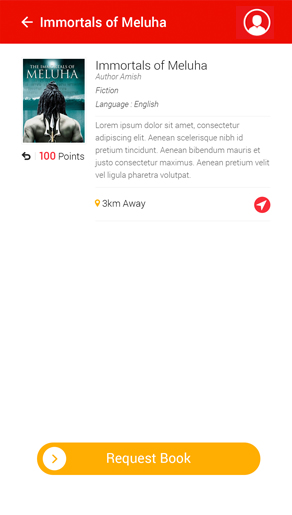 Immortals of Meluha
THE IMMORTALS OF
MELUHA
Immortals of Meluha
Author Amish
Fiction
Language : English
100 Points
Lorem ipsum dolor sit amet, consectetur
adipiscing elit. Aenean scelerisque nibh id
pretium tincidunt. Aenean bibendum mauris et
justo consectetur maximus. Aenean pretium velit
vel ligula pharetra volutpat.
3km Away
Request Book